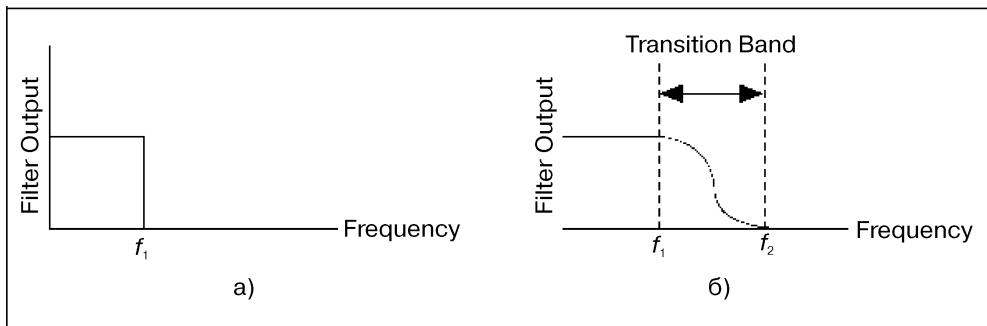 Filter Output
Frequency
f₁
а)
Transition Band
Filter Output
Frequency
f₁
f₂
б)